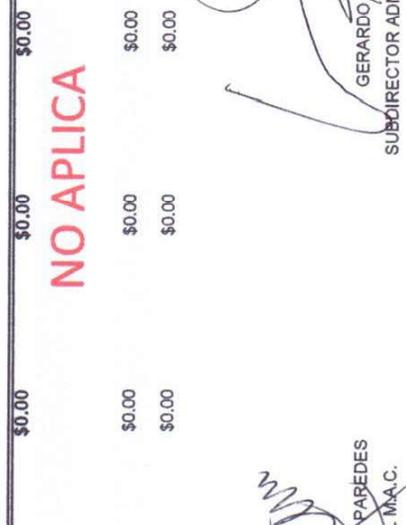 $0.00 $0.00 $0.00
NO APLICA
$0.00 $0.00 $0.00
$0.00 $0.00 $0.00
PAREDES GERARDO
M.A.C. SUBDIRECTOR